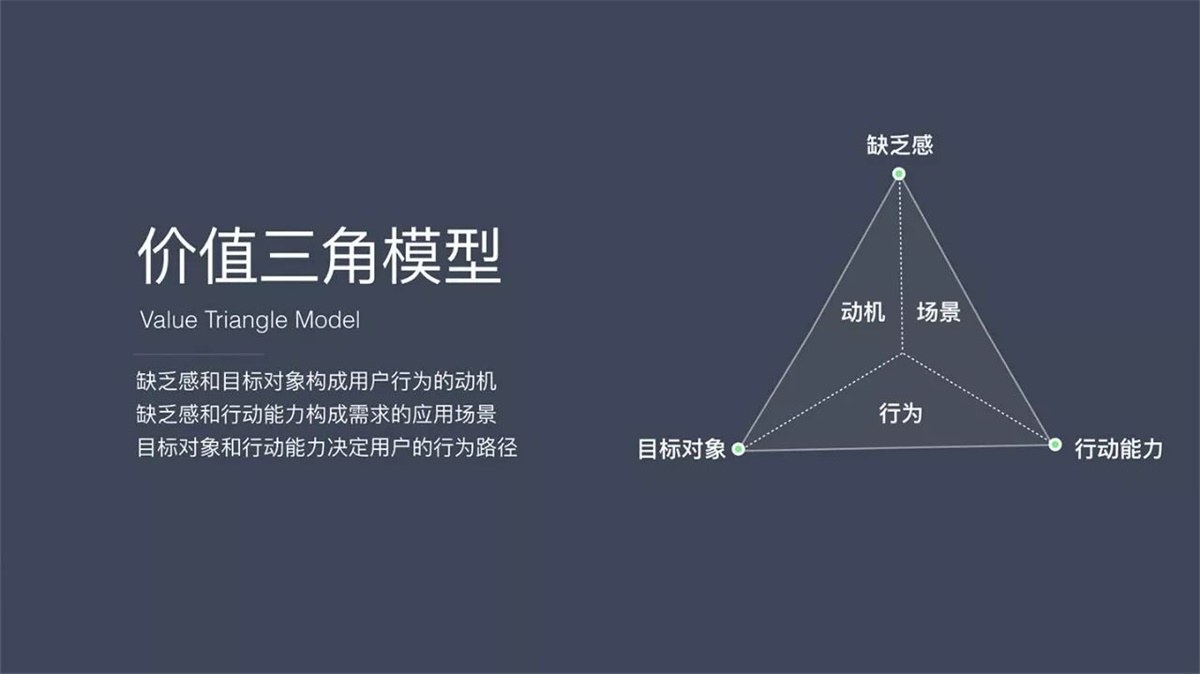 价值三角模型
Value Triangle Model
缺乏感和目标对象构成用户行为的动机
缺乏感和行动能力构成需求的应用场景
目标对象和行动能力决定用户的行为路径
缺乏感
动机 场景
行为
目标对象 行动能力